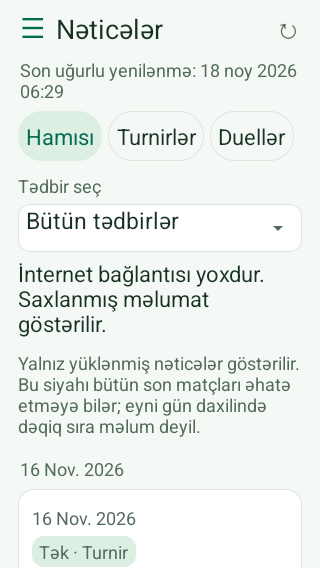 Nəticələr
Son uğurlu yenilənmə: 18 noy 2026
06:29
Hamısı
Turnirlər
Duellər
Tədbir seç
Bütün tədbirlər
İnternet bağlantısı yoxdur.
Saxlanmış məlumat
göstərilir.
Yalnız yüklənmiş nəticələr göstərilir.
Bu siyahı bütün son matçları əhatə
etməyə bilər; eyni gün daxilində
dəqiq sıra məlum deyil.
16 Nov. 2026
16 Nov. 2026
Tək · Turnir